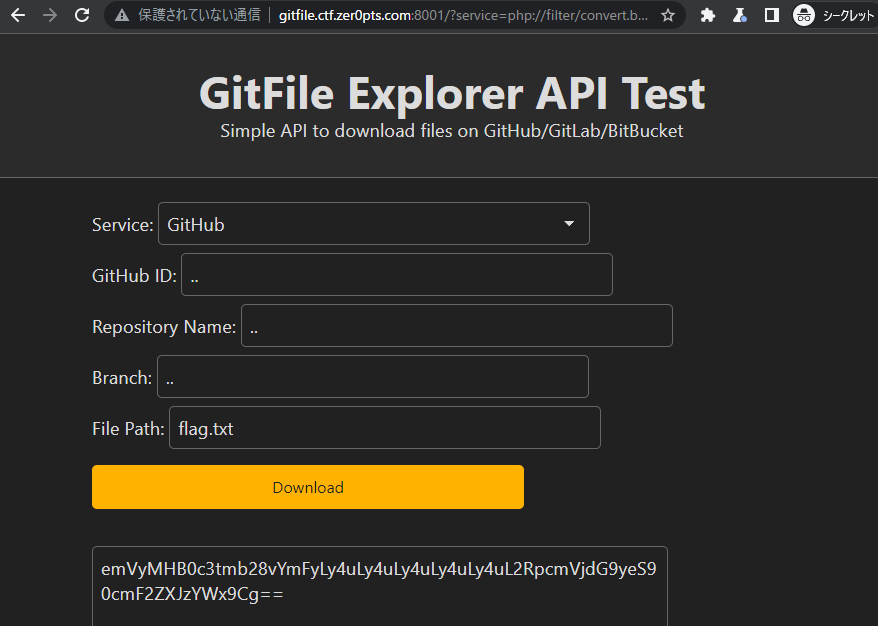 保護されていない通信 gitfile.ctf.zer0pts.com:8001/?service=php://filter/convert.b... シークレット
GitFile Explorer API Test
Simple API to download files on GitHub/GitLab/BitBucket
Service: GitHub
GitHub ID: ..
Repository Name: ..
Branch: ..
File Path: flag.txt
Download
emVyMHB0c3tmb28vYmFyLy4uLy4uLy4uLy4uLy4uL2RpcmVjdG9yeS9
0cmF2ZXJzYWx9Cg==